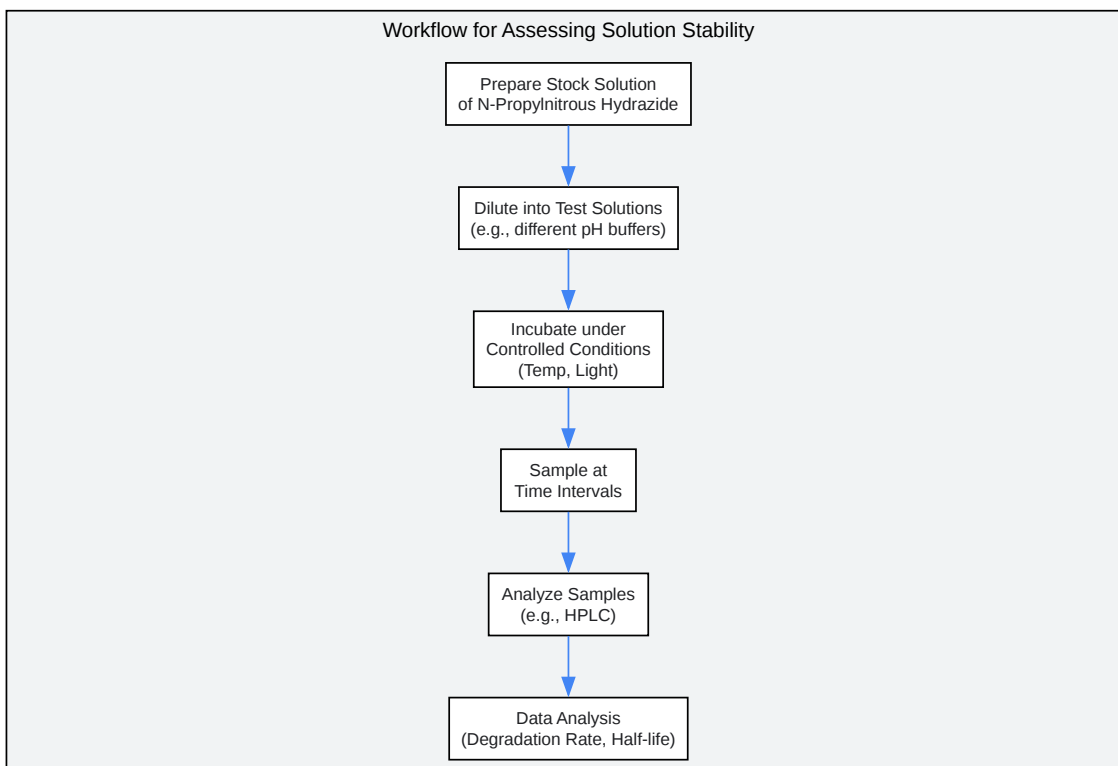 Workflow for Assessing Solution Stability
Prepare Stock Solution
of N-Propylnitrous Hydrazide
Dilute into Test Solutions
(e.g., different pH buffers)
Incubate under
Controlled Conditions
(Temp, Light)
Sample at
Time Intervals
Analyze Samples
(e.g., HPLC)
Data Analysis
(Degradation Rate, Half-life)